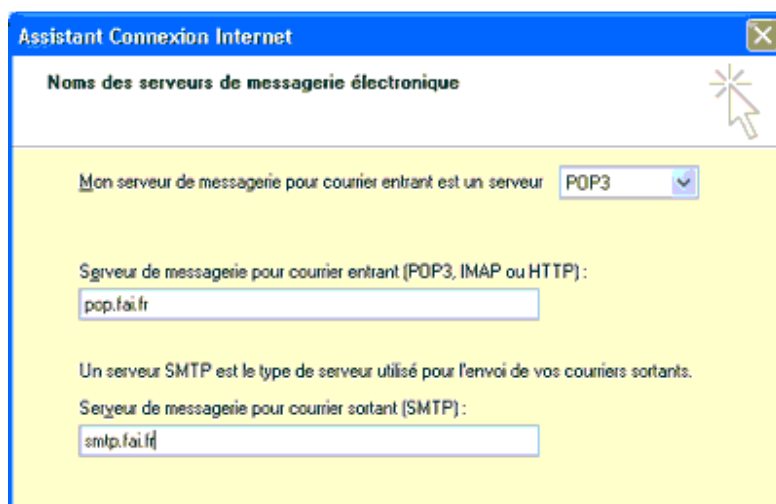 Assistant Connexion Internet
Noms des serveurs de messagerie électronique
Mon serveur de messagerie pour courrier entrant est un serveur POP3
Serveur de messagerie pour courrier entrant (POP3, IMAP ou HTTP) :
pop.fai.fr
Un serveur SMTP est le type de serveur utilisé pour l'envoi de vos courriers sortants.
Serveur de messagerie pour courrier sortant (SMTP) :
smtp.fai.fr